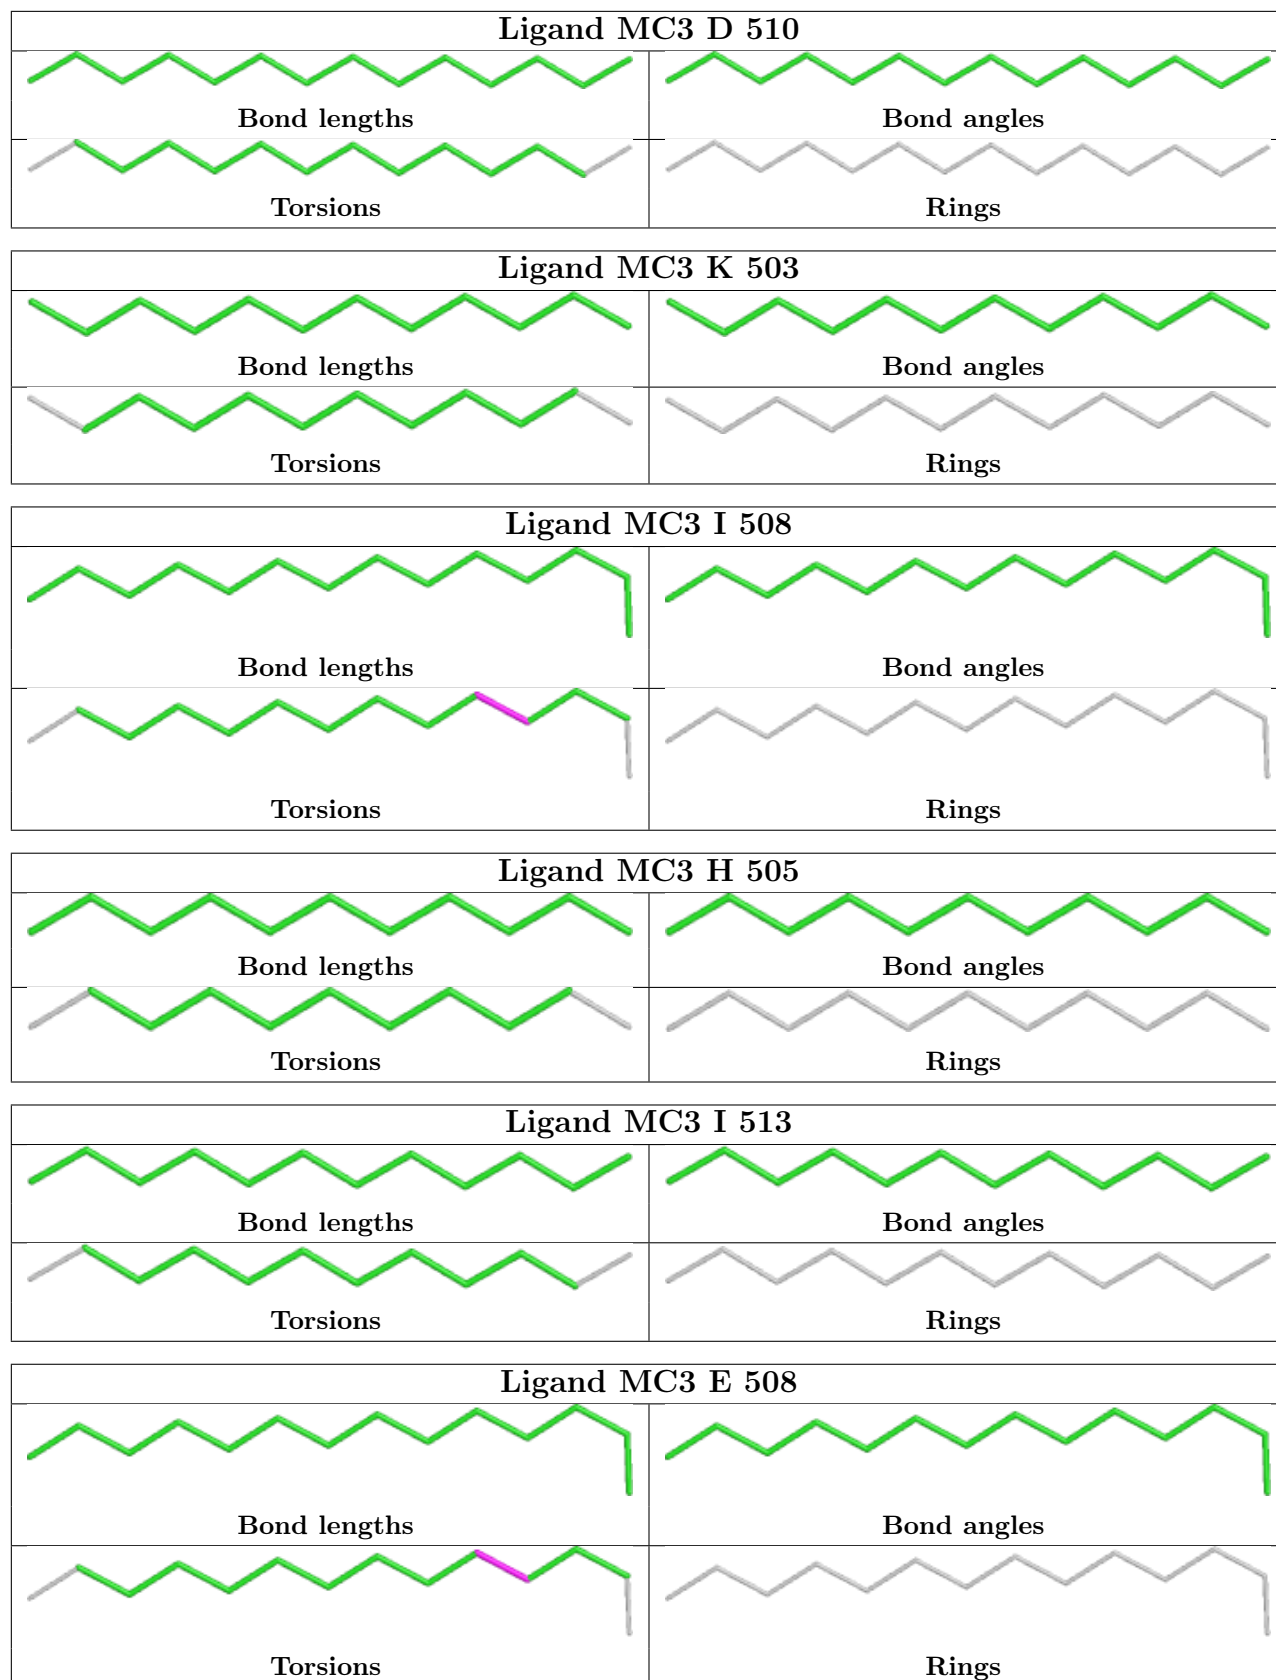 Ligand MC3 D 510
Bond lengths
Bond angles
Torsions
Rings
Ligand MC3 K 503
Bond lengths
Bond angles
Torsions
Rings
Ligand MC3 I 508
Bond lengths
Bond angles
Torsions
Rings
Ligand MC3 H 505
Bond lengths
Bond angles
Torsions
Rings
Ligand MC3 I 513
Bond lengths
Bond angles
Torsions
Rings
Ligand MC3 E 508
Bond lengths
Bond angles
Torsions
Rings